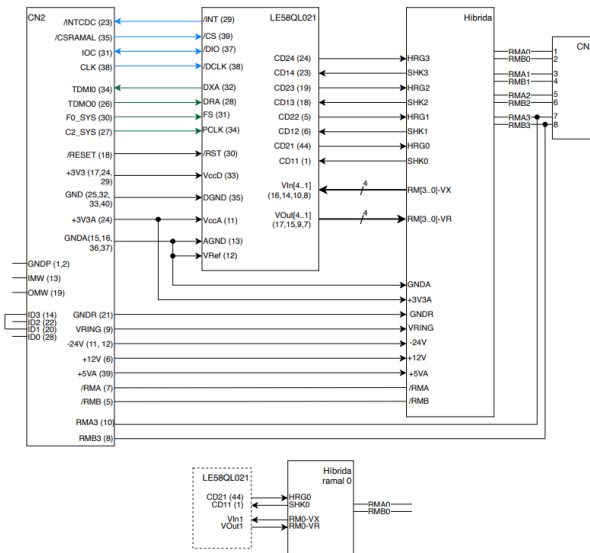 CN2
LE58QL021
Híbrida
CN
/INTCDC (23)
/CSRAMAL (35)
IOC (31)
CLK (38)
TDMI0 (34)
TDMO0 (26)
F0_SYS (30)
C2_SYS (27)
/RESET (18)
+3V3 (17,24,
29)
GND (25,32,
33,40)
+3V3A (24)
GNDA(15,16,
36,37)
GNDP (1,2)
IMW (13)
OMW (19)
ID3 (14)
ID2 (22)
ID1 (20)
ID0 (28)
GNDR (21)
VRING (9)
-24V (11, 12)
+12V (6)
+5VA (39)
/RMA (7)
/RMB (5)
RMA3 (10)
RMB3 (8)
/INT (29)
/CS (39)
/DIO (37)
/DCLK (38)
DXA (32)
DRA (28)
FS (31)
PCLK (34)
/RST (30)
VccD (33)
DGND (35)
VccA (11)
AGND (13)
VRef (12)
CD24 (24)
CD14 (23)
CD23 (19)
CD13 (18)
CD22 (5)
CD12 (6)
CD21 (44)
CD11 (1)
VIn[4..1]
(16,14,10,8)
VOut[4..1]
(17,15,9,7)
4
4
HRG3
SHK3
HRG2
SHK2
HRG1
SHK1
HRG0
SHK0
RM[3..0]-VX
RM[3..0]-VR
GNDA
+3V3A
GNDR
VRING
-24V
+12V
+5VA
/RMA
/RMB
RMA0 1
RMB0 2
RMA1 3
RMB1 4
RMA2 5
RMB2 6
RMA3 7
RMB3 8
LE58QL021
Híbrida
ramal 0
CD21 (44)
CD11 (1)
VIn1
VOut1
HRG0
SHK0
RM0-VX
RM0-VR
RMA0
RMB0